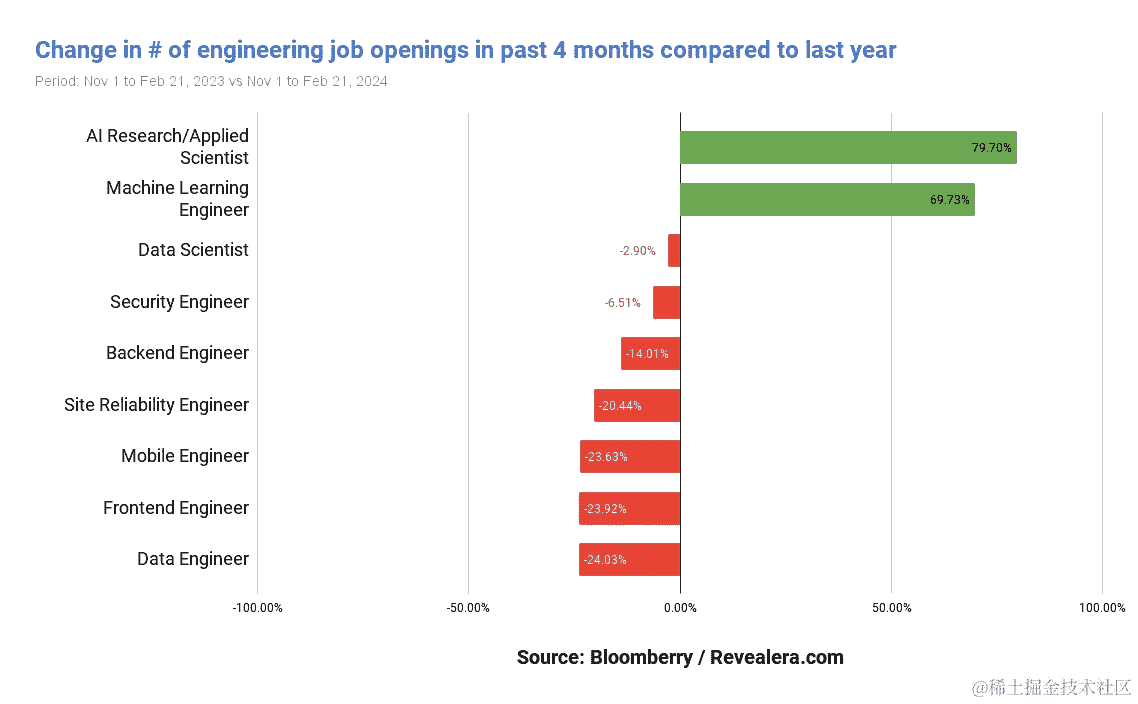 Change in # of engineering job openings in past 4 months compared to last year
Period: Nov 1 to Feb 21, 2023 vs Nov 1 to Feb 21, 2024
AI Research/Applied
Scientist
79.70%
Machine Learning
Engineer
69.73%
Data Scientist
-2.90%
Security Engineer
-6.51%
Backend Engineer
-14.01%
Site Reliability Engineer
-20.44%
Mobile Engineer
-23.63%
Frontend Engineer
-23.92%
Data Engineer
-24.03%
-100.00%
-50.00%
0.00%
50.00%
100.00%
Source: Bloomberry / Revealera.com
@稀土掘金技术社区